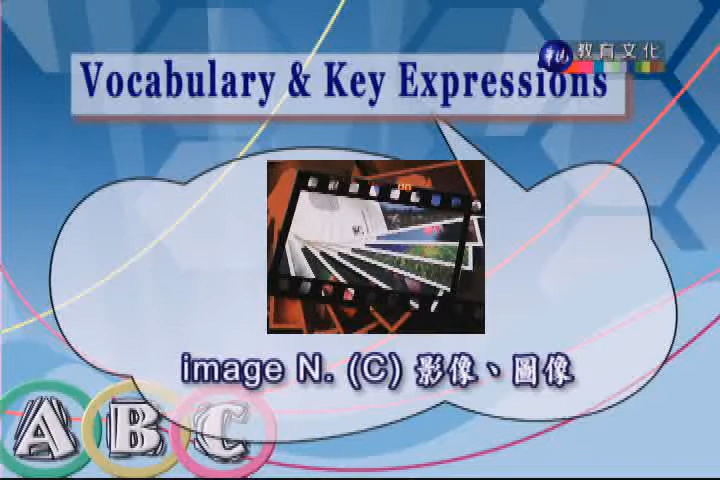 教育文化
Vocabulary & Key Expressions
image N. (C) 影像、圖像
A B C